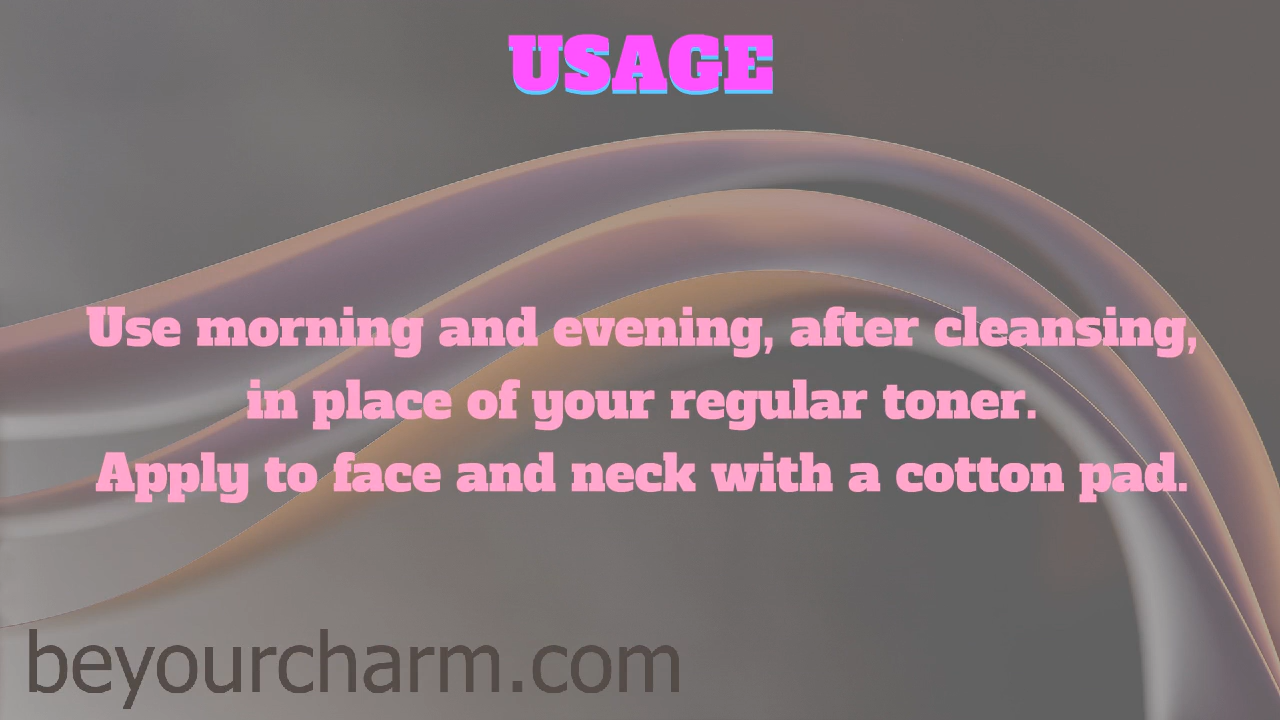 USAGE
Use morning and evening, after cleansing,
in place of your regular toner.
Apply to face and neck with a cotton pad.
beyourcharm.com